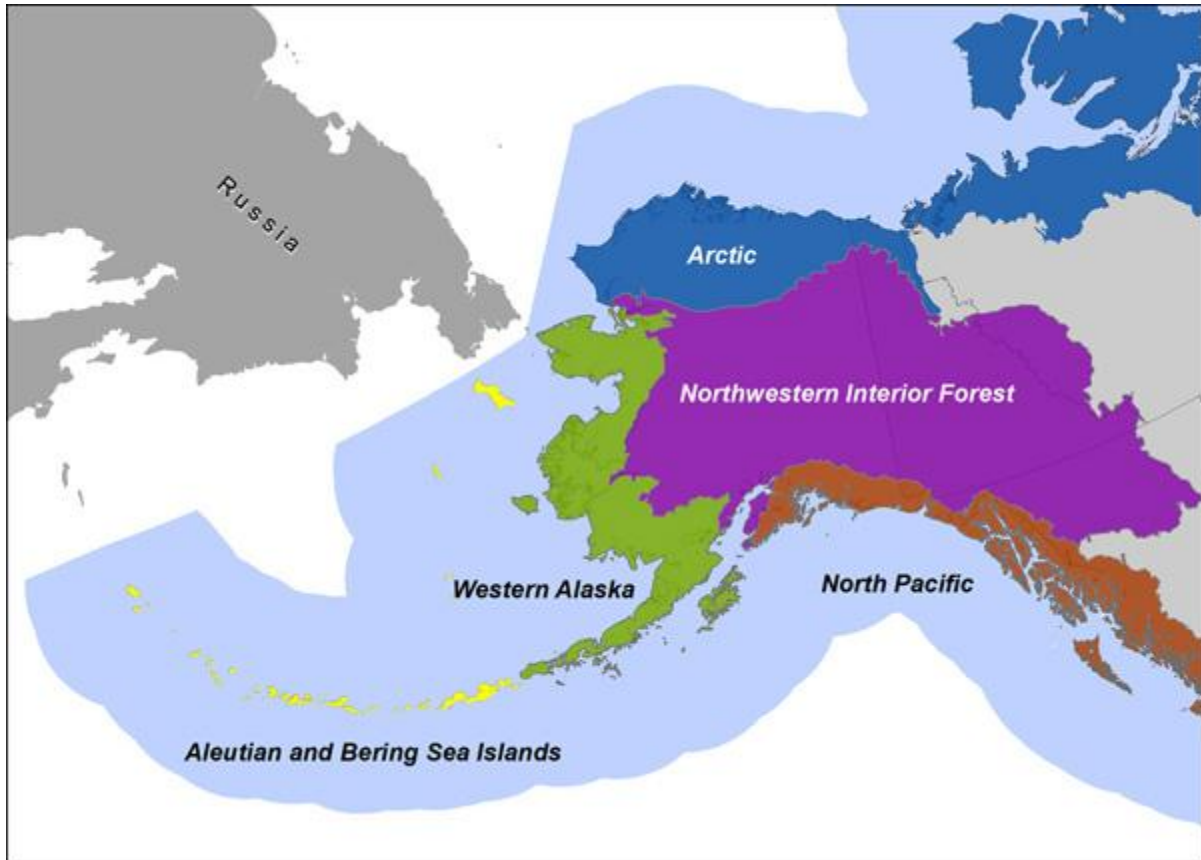 Russia
Arctic
Northwestern Interior Forest
Western Alaska
North Pacific
Aleutian and Bering Sea Islands